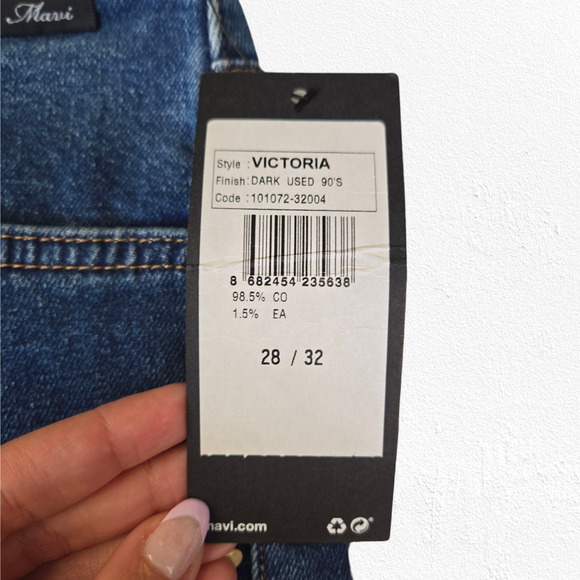 Mavi
Style : VICTORIA
Finish: DARK USED 90'S
Code : 101072-32004
8 682454 235638
98.5% CO
1.5% EA
28 / 32
mavi.com